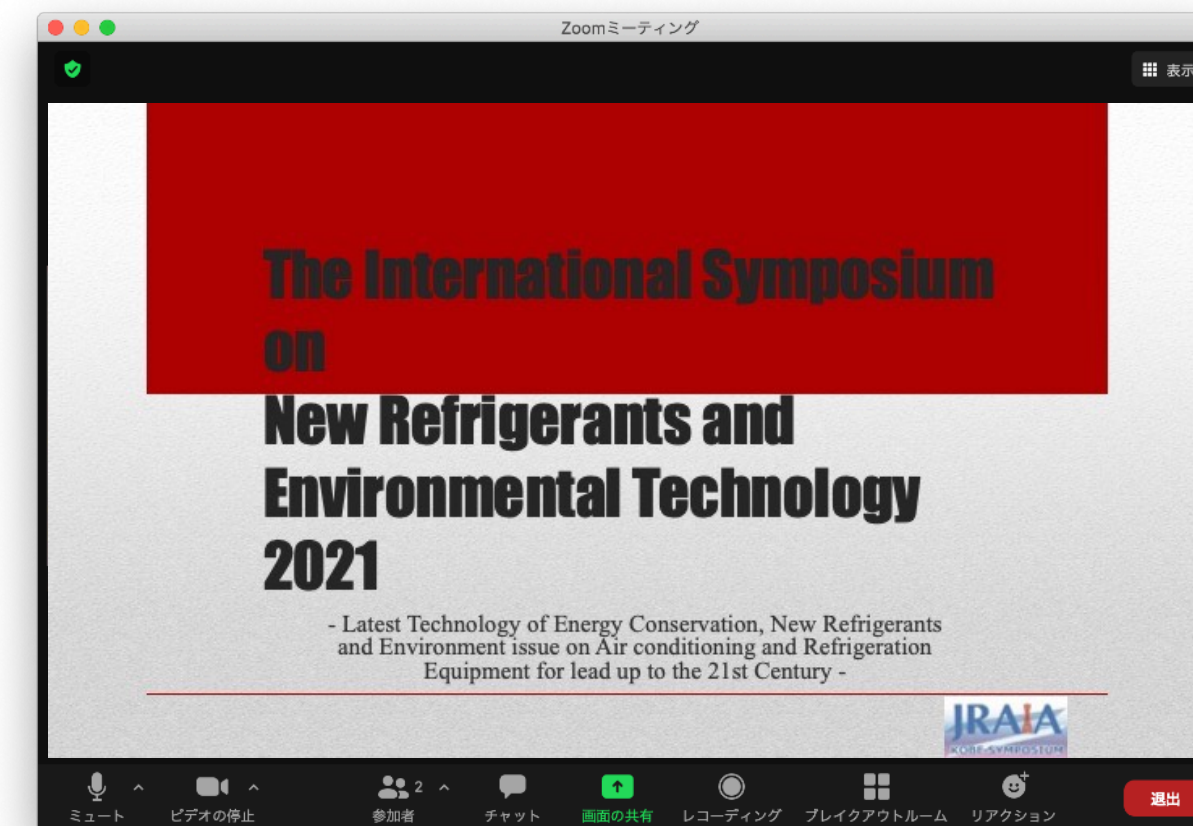 Zoomミーティング
表示
The International Symposium
on
New Refrigerants and
Environmental Technology
2021
- Latest Technology of Energy Conservation, New Refrigerants
and Environment issue on Air conditioning and Refrigeration
Equipment for lead up to the 21st Century -
JRAIA
KOBE-SYMPOSIUM
2
ミュート ビデオの停止 参加者 チャット 画面の共有 レコーディング ブレイクアウトルーム リアクション 退出